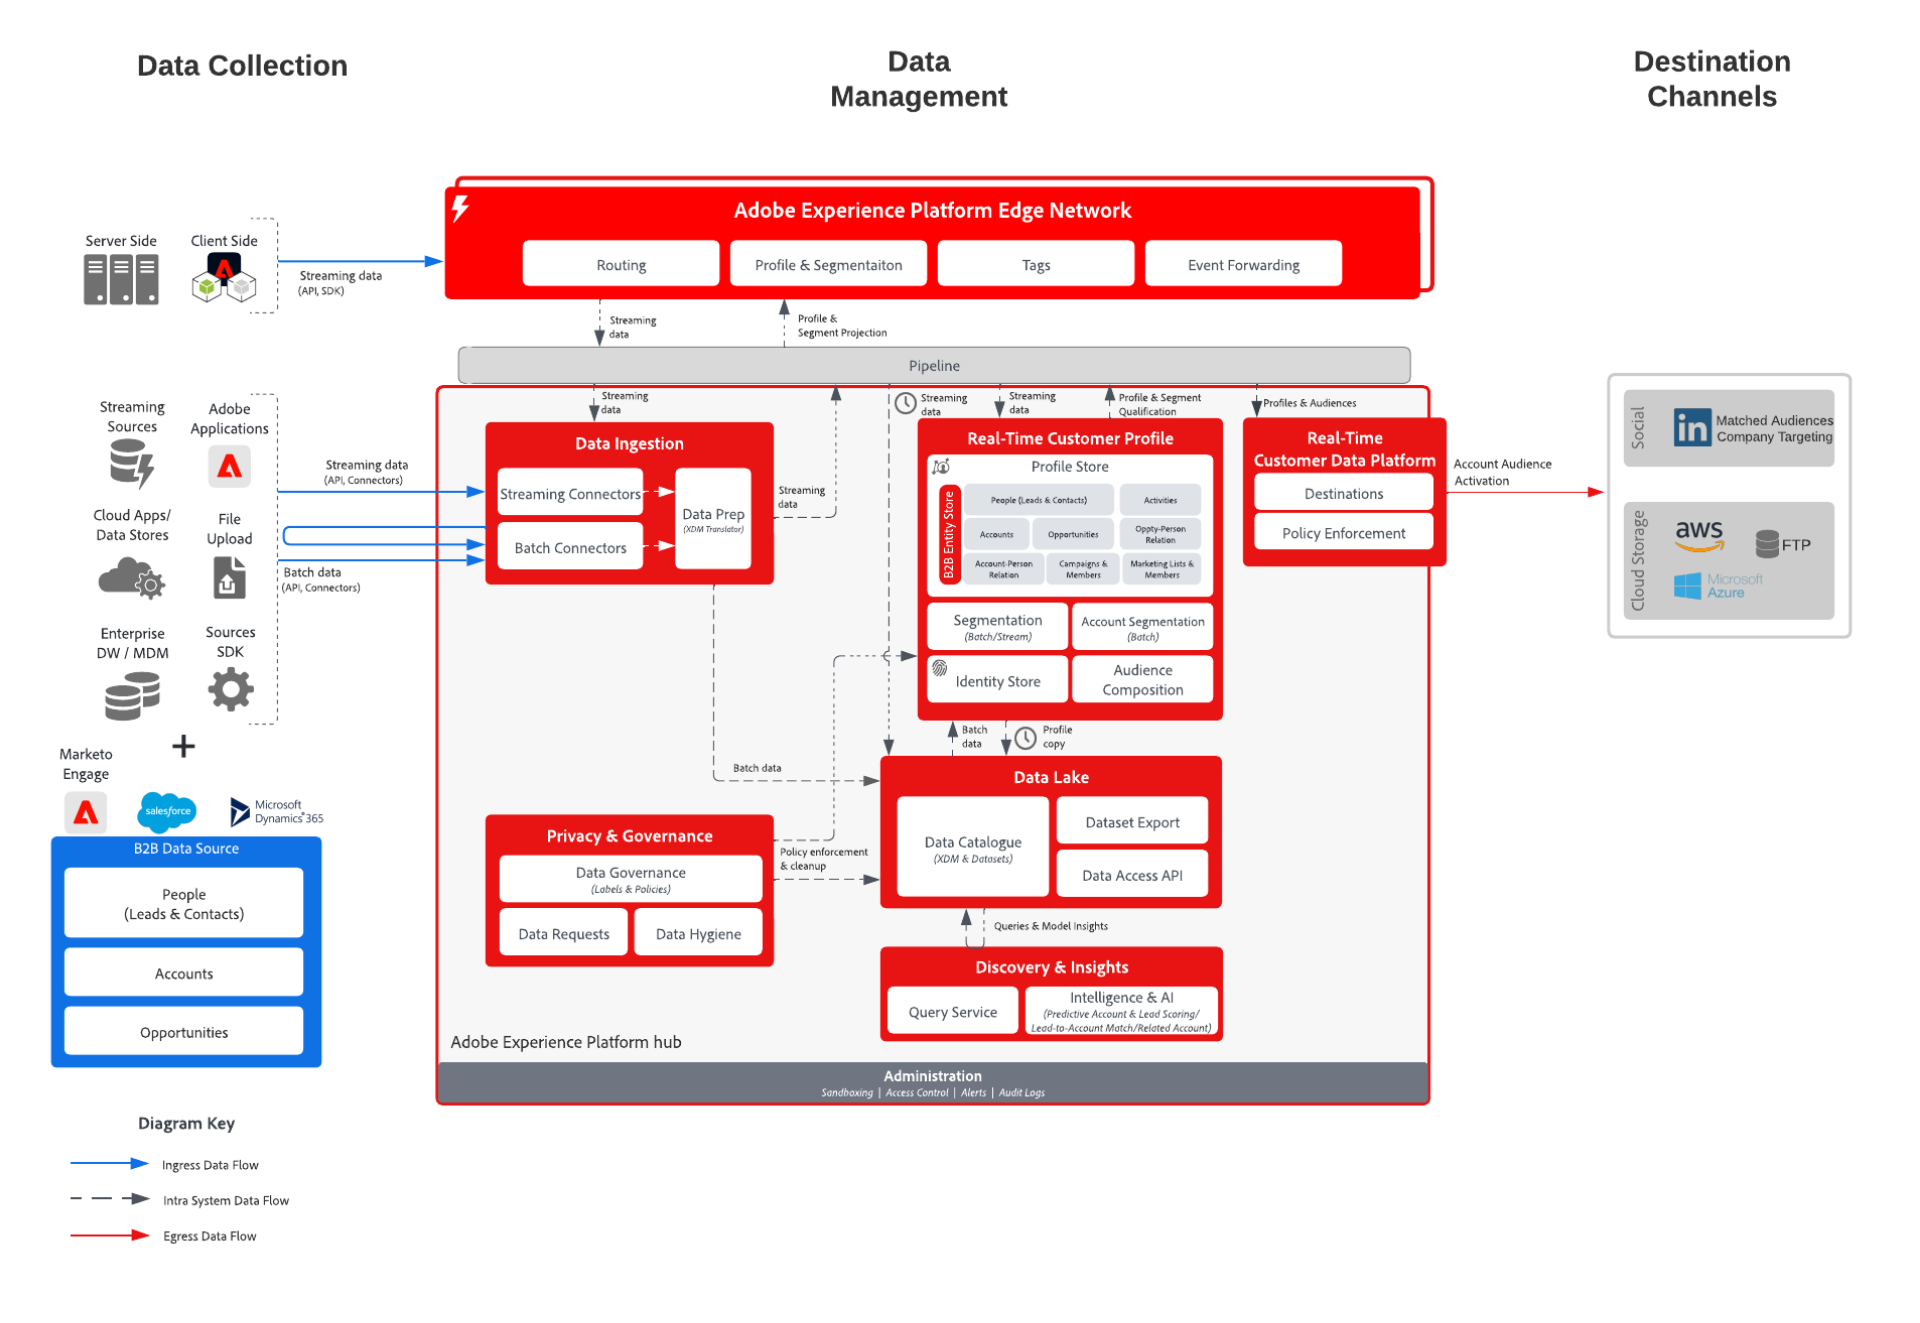 Data Collection
Data
Management
Destination
Channels
Server Side
Client Side
Streaming data
(API, SDK)
Adobe Experience Platform Edge Network
Routing
Profile & Segmentaiton
Tags
Event Forwarding
Streaming
data
Profile &
Segment Projection
Pipeline
Streaming
Sources
Adobe
Applications
Cloud Apps/
Data Stores
File
Upload
Enterprise
DW / MDM
Sources
SDK
Streaming data
(API, Connectors)
Batch data
(API, Connectors)
Streaming
data
Data Ingestion
Streaming Connectors
Batch Connectors
Data Prep
(XDM Translator)
Streaming
data
Streaming
data
Streaming
data
Profile & Segment
Qualification
Profiles & Audiences
Real-Time Customer Profile
Profile Store
B2B Entity Store
People (Leads & Contacts)
Activities
Accounts
Opportunities
Oppty-Person
Relation
Account-Person
Relation
Campaigns &
Members
Marketing Lists &
Members
Segmentation
(Batch/Stream)
Account Segmentation
(Batch)
Identity Store
Audience
Composition
Real-Time
Customer Data Platform
Destinations
Policy Enforcement
Account Audience
Activation
Social
in
Matched Audiences
Company Targeting
Cloud Storage
aws
FTP
Microsoft
Azure
Batch
data
Profile
copy
Batch data
Data Lake
Data Catalogue
(XDM & Datasets)
Dataset Export
Data Access API
Privacy & Governance
Data Governance
(Labels & Policies)
Data Requests
Data Hygiene
Policy enforcement
& cleanup
Queries & Model Insights
Discovery & Insights
Query Service
Intelligence & AI
(Predictive Account & Lead Scoring/
Lead-to-Account Match/Related Account)
Adobe Experience Platform hub
Administration
Sandboxing | Access Control | Alerts | Audit Logs
+
Marketo
Engage
salesforce
Microsoft
Dynamics 365
B2B Data Source
People
(Leads & Contacts)
Accounts
Opportunities
Diagram Key
Ingress Data Flow
Intra System Data Flow
Egress Data Flow